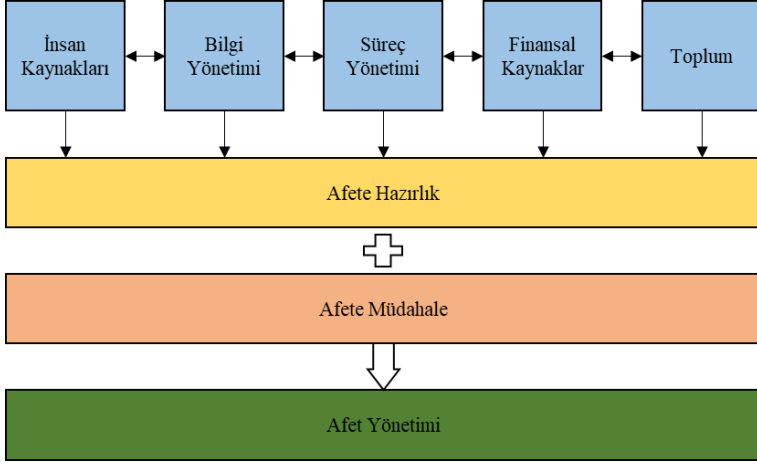 İnsan
Kaynakları
Bilgi
Yönetimi
Süreç
Yönetimi
Finansal
Kaynaklar
Toplum
Afete Hazırlık
Afete Müdahale
Afet Yönetimi